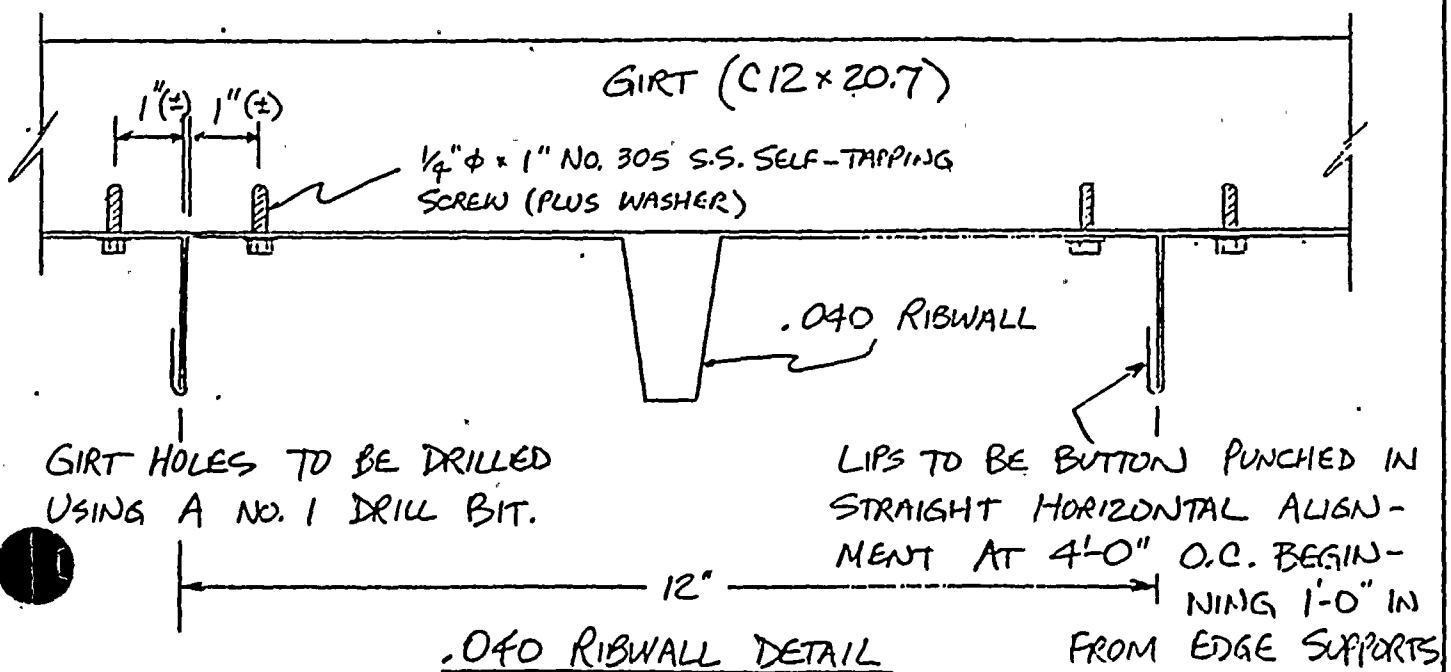 GIRT (C12 × 20.7)
1"(±) 1"(±)
1/4"φ × 1" NO. 305 S.S. SELF-TAPPING
SCREW (PLUS WASHER)
.040 RIBWALL
GIRT HOLES TO BE DRILLED
USING A NO. 1 DRILL BIT.
LIPS TO BE BUTTON PUNCHED IN
STRAIGHT HORIZONTAL ALIGN-
MENT AT 4'-0" O.C. BEGIN-
NING 1'-0" IN
FROM EDGE SUPPORTS
12"
.040 RIBWALL DETAIL